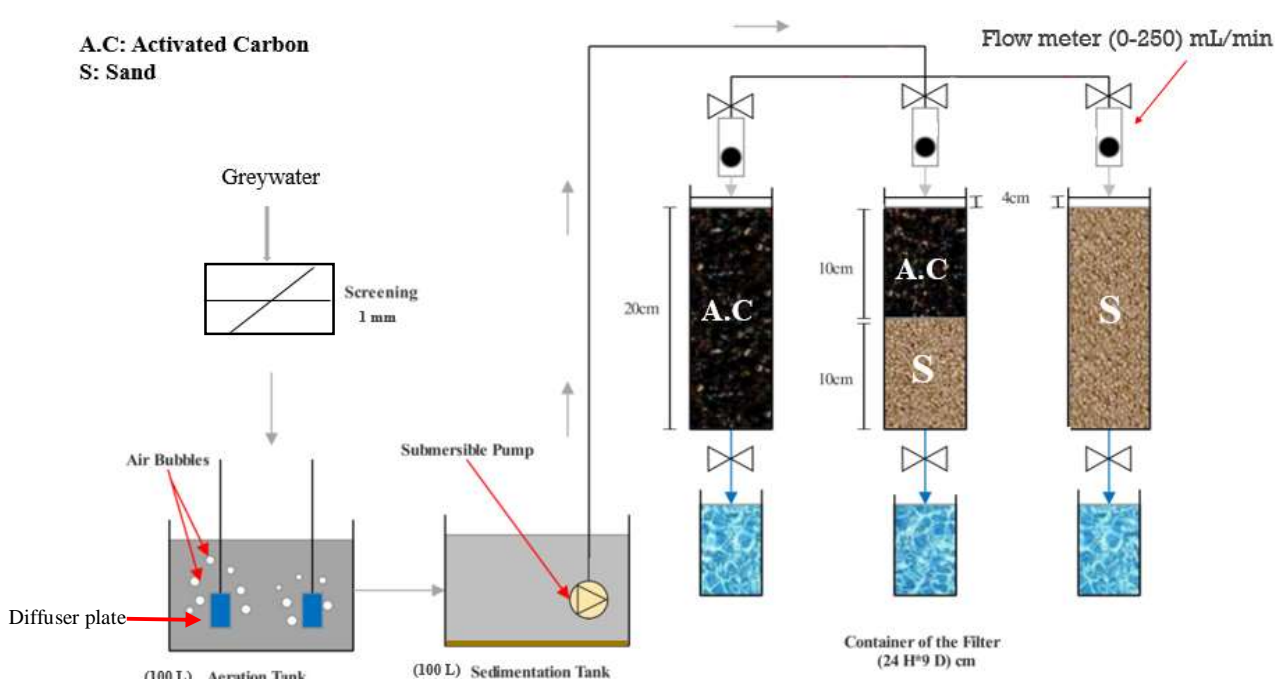 A.C: Activated Carbon
S: Sand
Flow meter (0-250) mL/min
Greywater
Screening
1 mm
4cm
20cm
A.C
10cm
A.C
10cm
S
S
Air Bubbles
Submersible Pump
Diffuser plate
(100 L) Aeration Tank
(100 L) Sedimentation Tank
Container of the Filter
(24 H*9 D) cm